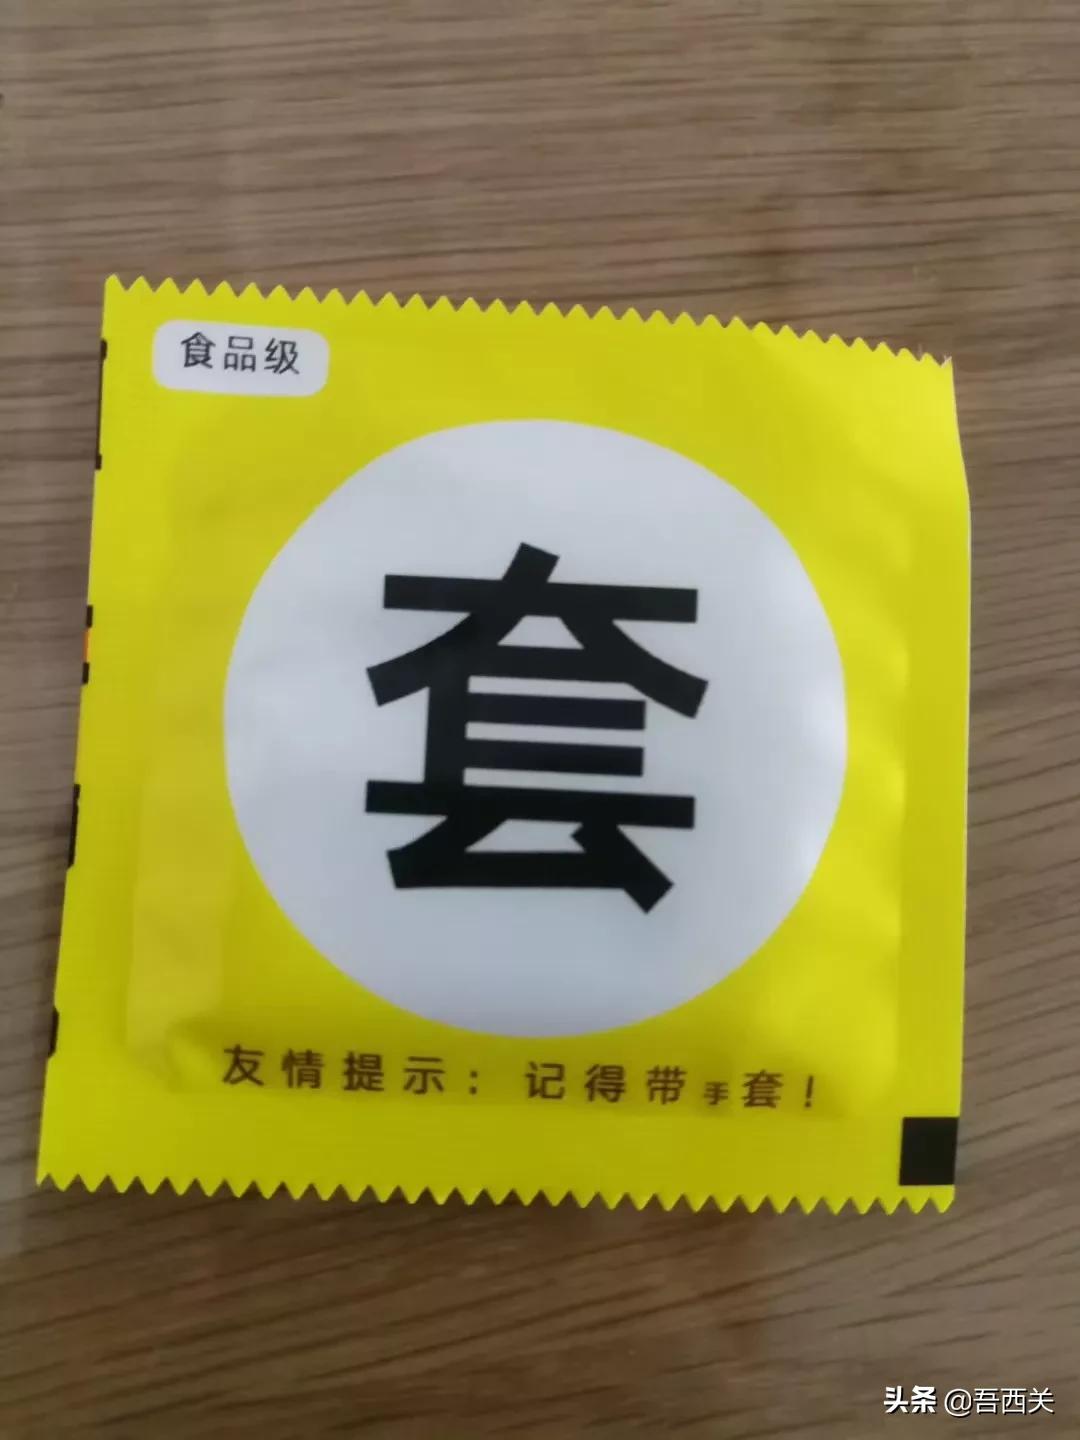 食品级
套
友情提示：记得带手套！
头条 @吾西关